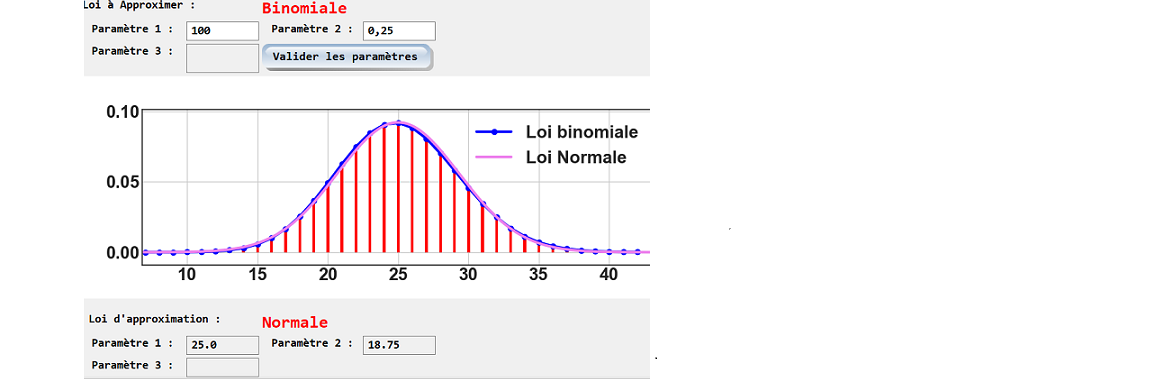 Loi à Approximer : Binomiale
Paramètre 1 : 100 Paramètre 2 : 0,25
Paramètre 3 : Valider les paramètres
0.10
Loi binomiale
Loi Normale
0.05
0.00
10 15 20 25 30 35 40
Loi d'approximation : Normale
Paramètre 1 : 25.0 Paramètre 2 : 18.75
Paramètre 3 :